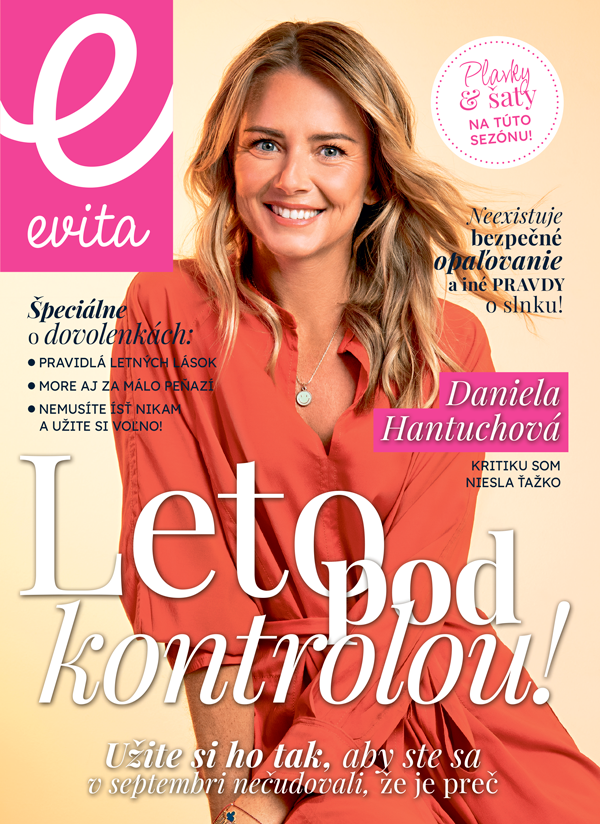 e
evita
Plavky
& šaty
NA TÚTO
SEZÓNU!
Neexistuje
bezpečné
opaľovanie
a iné PRAVDY
o slnku!
Špeciálne
o dovolenkách:
• PRAVIDLÁ LETNÝCH LÁSOK
• MORE AJ ZA MÁLO PEŇAZÍ
• NEMUSÍTE ÍSŤ NIKAM
A UŽITE SI VOĽNO!
Daniela
Hantuchová
KRITIKU SOM
NIESLA ŤAŽKO
Leto pod
kontrolou!
Užite si ho tak, aby ste sa
v septembri nečudovali, že je preč